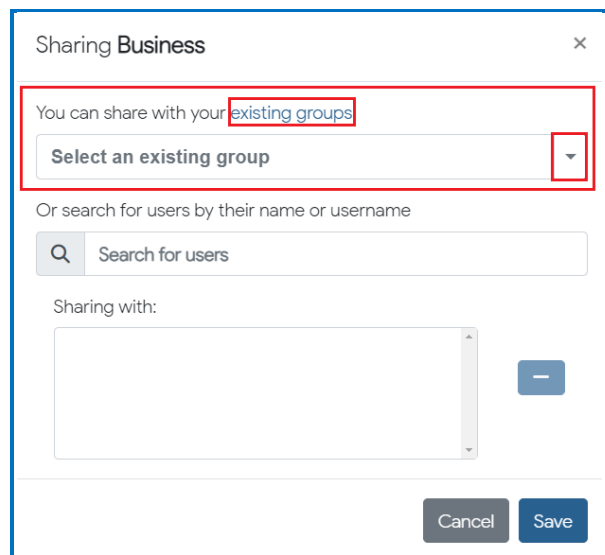 Sharing Business
You can share with your existing groups
Select an existing group
Or search for users by their name or username
Search for users
Sharing with:
Cancel
Save